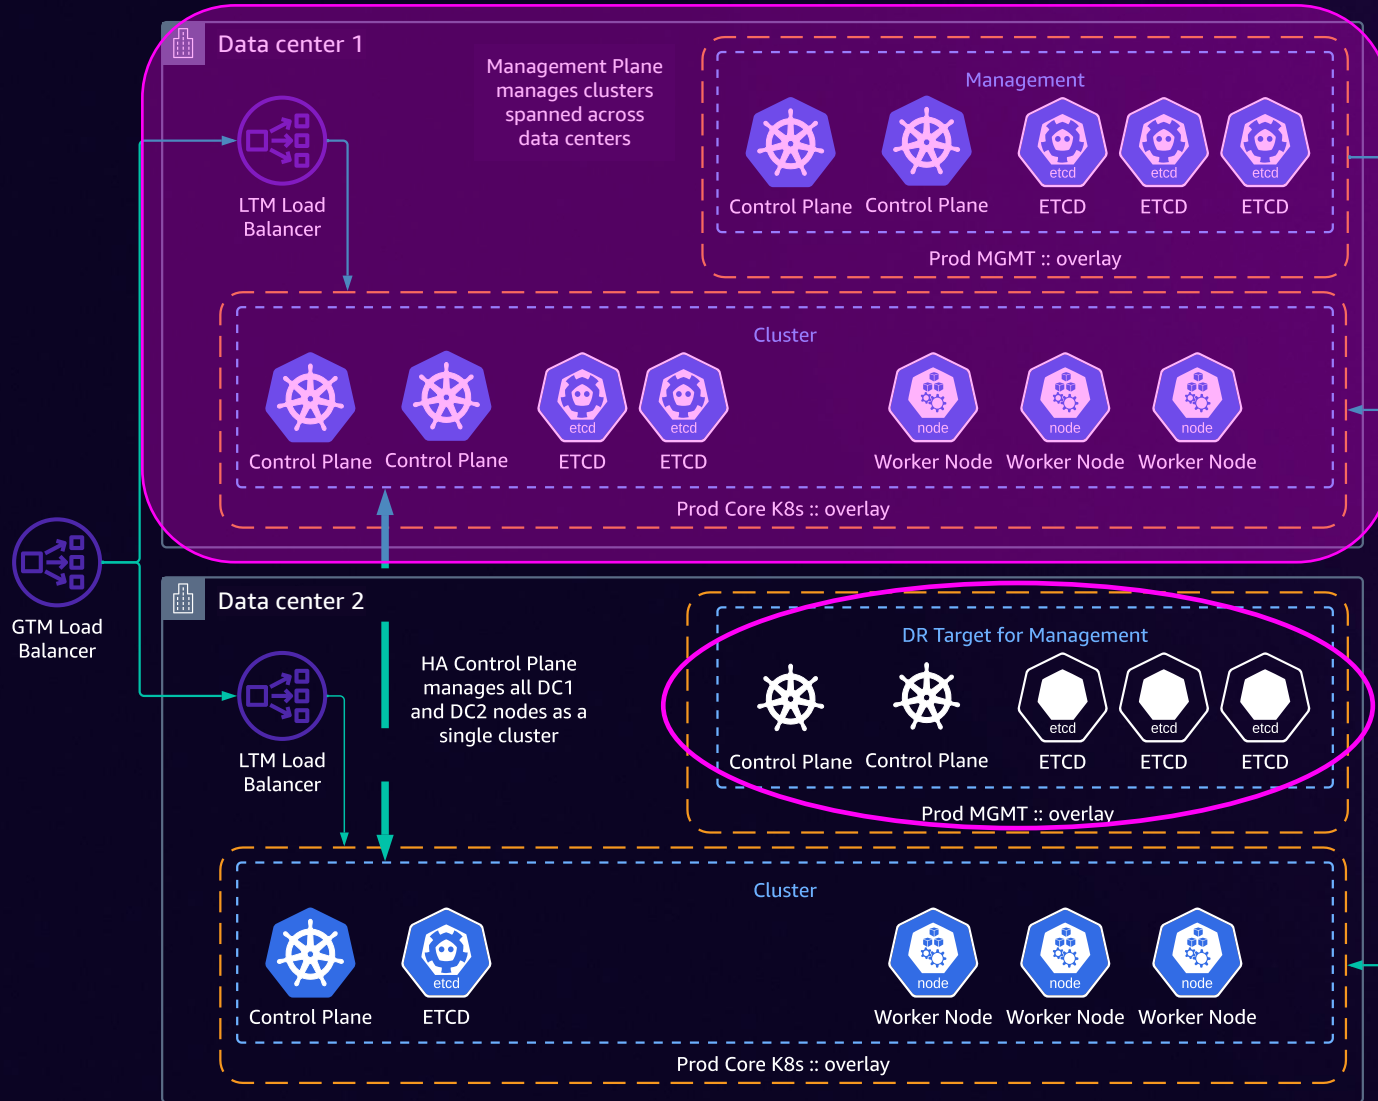 Data center 1
Management Plane
manages clusters
spanned across
data centers
Management
etcd
etcd
etcd
Control Plane
Control Plane
ETCD
ETCD
ETCD
Prod MGMT :: overlay
LTM Load
Balancer
Cluster
etcd
etcd
node
node
node
Control Plane
Control Plane
ETCD
ETCD
Worker Node
Worker Node
Worker Node
Prod Core K8s :: overlay
GTM Load
Balancer
Data center 2
HA Control Plane
manages all DC1
and DC2 nodes as a
single cluster
DR Target for Management
etcd
etcd
etcd
Control Plane
Control Plane
ETCD
ETCD
ETCD
Prod MGMT :: overlay
LTM Load
Balancer
Cluster
etcd
node
node
node
Control Plane
ETCD
Worker Node
Worker Node
Worker Node
Prod Core K8s :: overlay